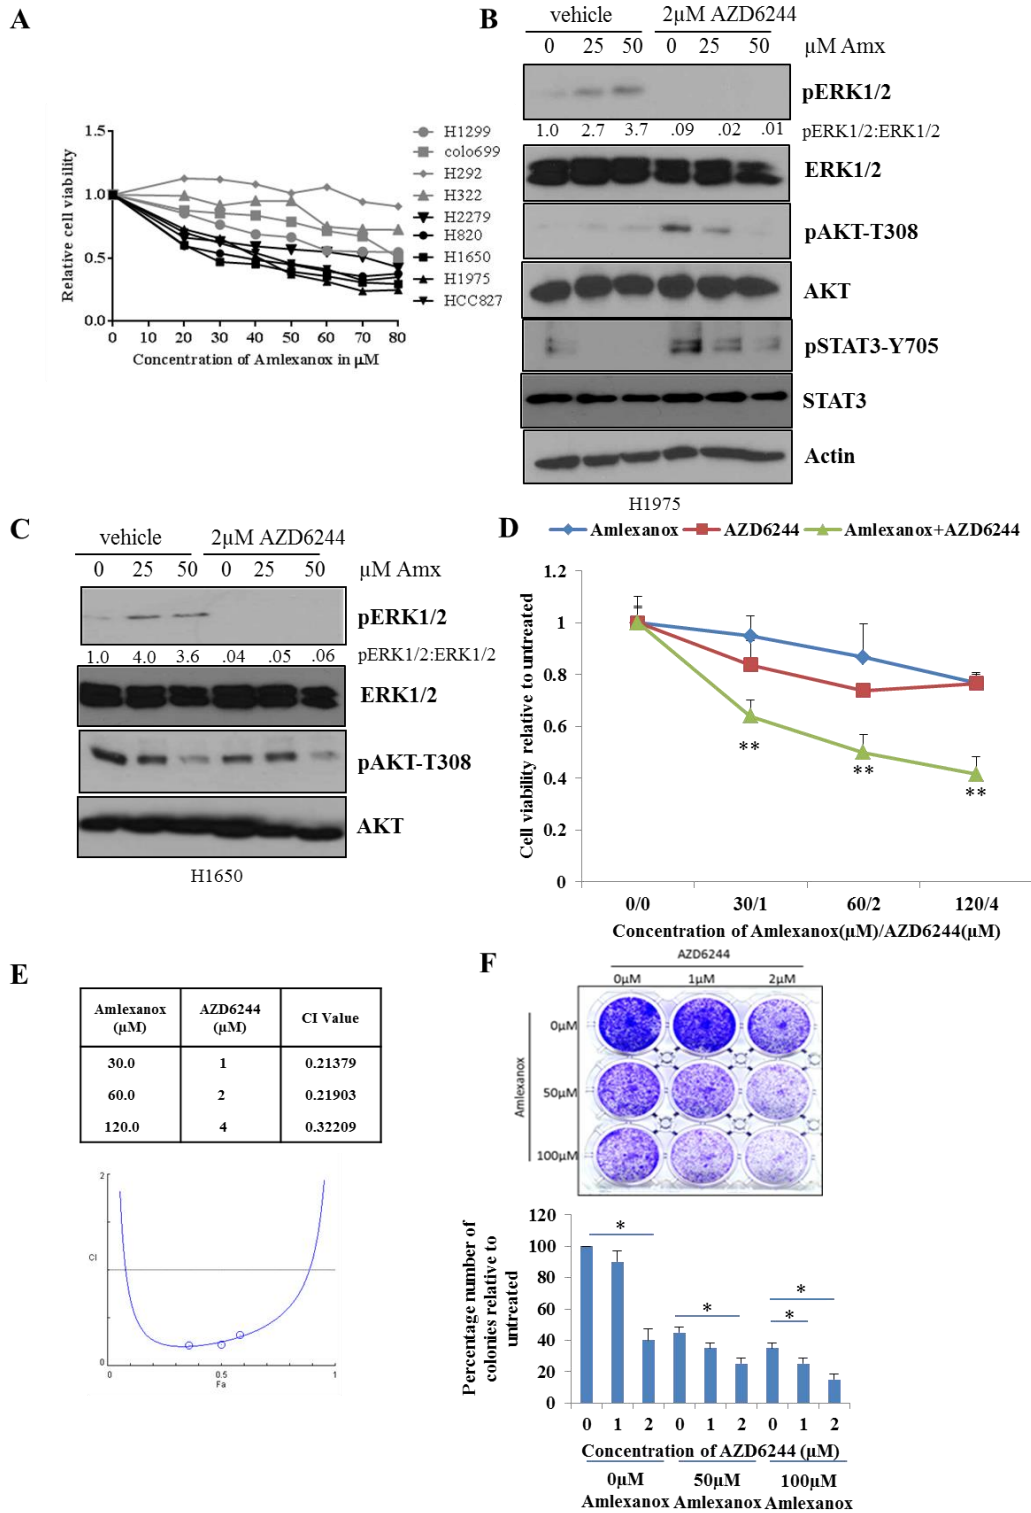 A
1.5
1.0
0.5
0.0
0 10 20 30 40 50 60 70 80
Relative cell viability
Concentration of Amlexanox in µM
H1299
colo699
H292
H322
H2279
H820
H1650
H1975
HCC827
B
vehicle 2µM AZD6244
0 25 50 0 25 50 µM Amx
pERK1/2
1.0 2.7 3.7 .09 .02 .01 pERK1/2:ERK1/2
ERK1/2
pAKT-T308
AKT
pSTAT3-Y705
STAT3
Actin
H1975
C
vehicle 2µM AZD6244
0 25 50 0 25 50 µM Amx
pERK1/2
1.0 4.0 3.6 .04 .05 .06 pERK1/2:ERK1/2
ERK1/2
pAKT-T308
AKT
H1650
D
Amlexanox AZD6244 Amlexanox+AZD6244
1.2
1
0.8
0.6
0.4
0.2
0
Cell viability relative to untreated
**
**
**
0/0 30/1 60/2 120/4
Concentration of Amlexanox(µM)/AZD6244(µM)
E
Amlexanox (µM) AZD6244 (µM) CI Value
30.0 1 0.21379
60.0 2 0.21903
120.0 4 0.32209
2
CI
0
0 0.5 1
Fa
F
AZD6244
0µM 1µM 2µM
Amlexanox
0µM
50µM
100µM
120
100
80
60
40
20
0
Percentage number of
colonies relative to
untreated
*
*
*
*
0 1 2 0 1 2 0 1 2
Concentration of AZD6244 (µM)
0µM 50µM 100µM
Amlexanox Amlexanox Amlexanox